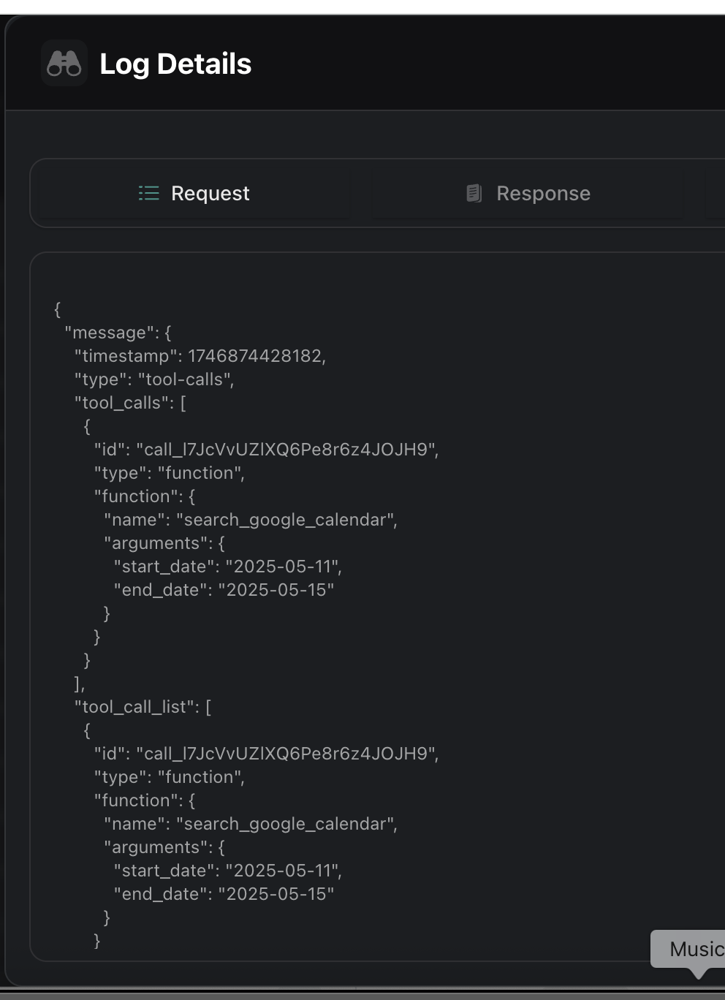 Log Details
Request
Response
{
"message": {
"timestamp": 1746874428182,
"type": "tool-calls",
"tool_calls": [
{
"id": "call_l7JcVvUZlXQ6Pe8r6z4JOJH9",
"type": "function",
"function": {
"name": "search_google_calendar",
"arguments": {
"start_date": "2025-05-11",
"end_date": "2025-05-15"
}
}
}
],
"tool_call_list": [
{
"id": "call_l7JcVvUZlXQ6Pe8r6z4JOJH9",
"type": "function",
"function": {
"name": "search_google_calendar",
"arguments": {
"start_date": "2025-05-11",
"end_date": "2025-05-15"
}
}
Music